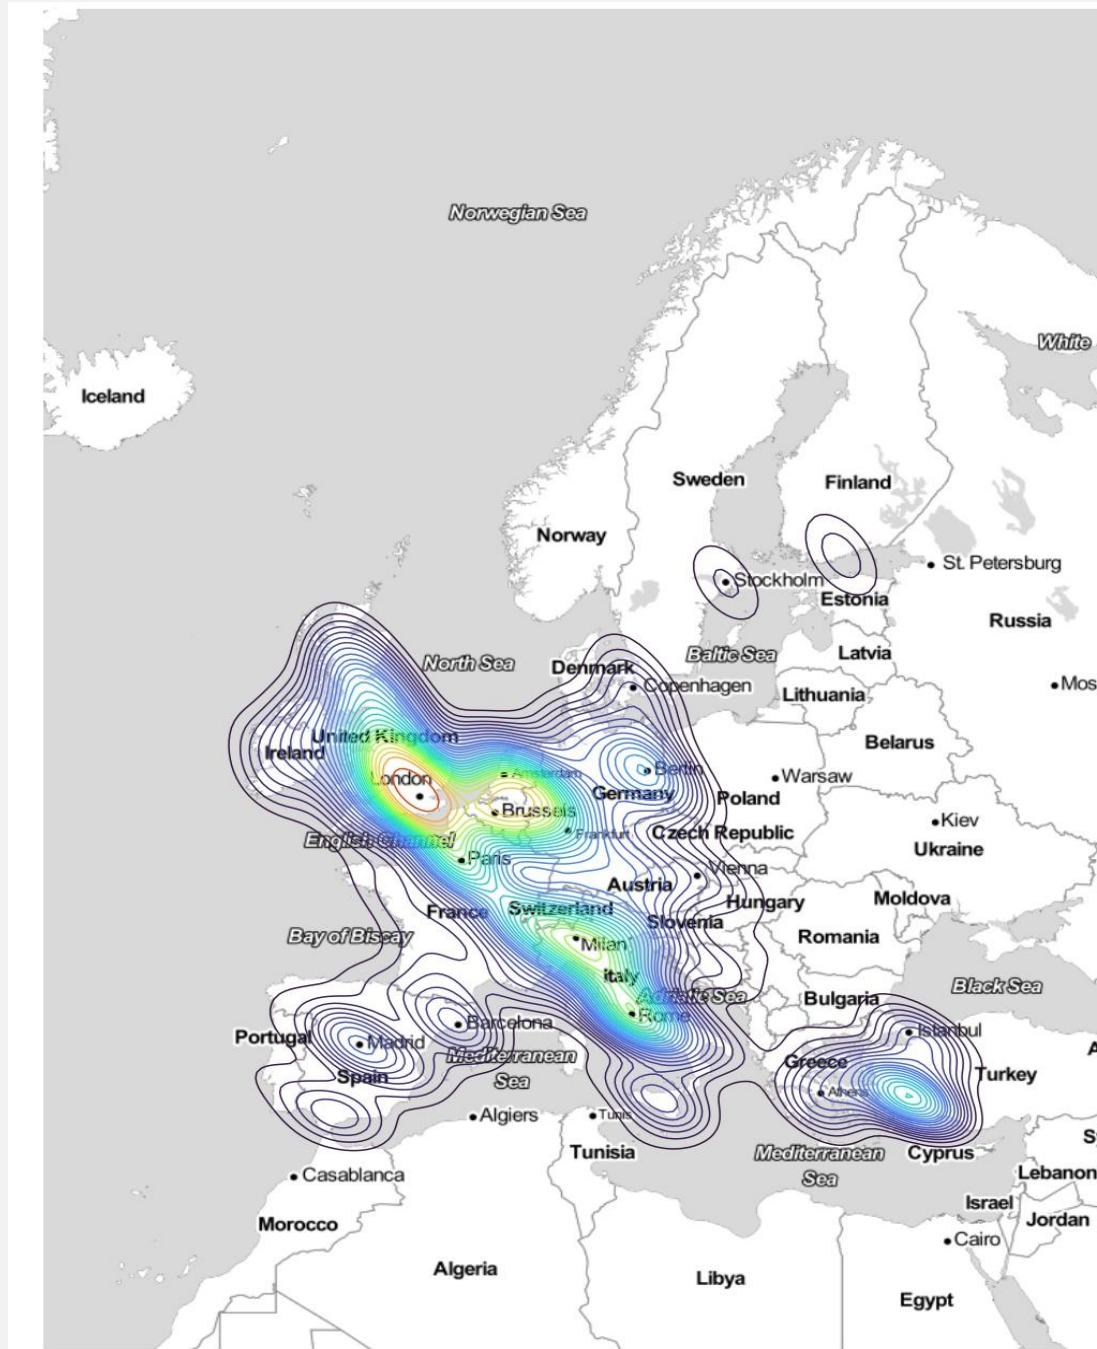 Norwegian Sea
White
Iceland
Sweden
Finland
Norway
St. Petersburg
Stockholm
Estonia
Russia
North Sea
Baltic Sea
Latvia
Denmark
Copenhagen
Mos
Lithuania
United Kingdom
Ireland
Belarus
London
Amsterdam
Berlin
Warsaw
Germany
Poland
Brussels
Kiev
English Channel
Frankfurt
Czech Republic
Ukraine
Paris
Vienna
Austria
Hungary
Moldova
France
Switzerland
Slovenia
Bay of Biscay
Milan
Romania
Italy
Adriatic Sea
Black Sea
Bulgaria
Rome
Barcelona
Istanbul
Portugal
Madrid
Mediterranean
Sea
Greece
A
Turkey
Spain
Athens
Algiers
Tunis
Sy
Tunisia
Mediterranean
Sea
Cyprus
Casablanca
Lebanon
Israel
Morocco
Jordan
Cairo
Algeria
Libya
Egypt